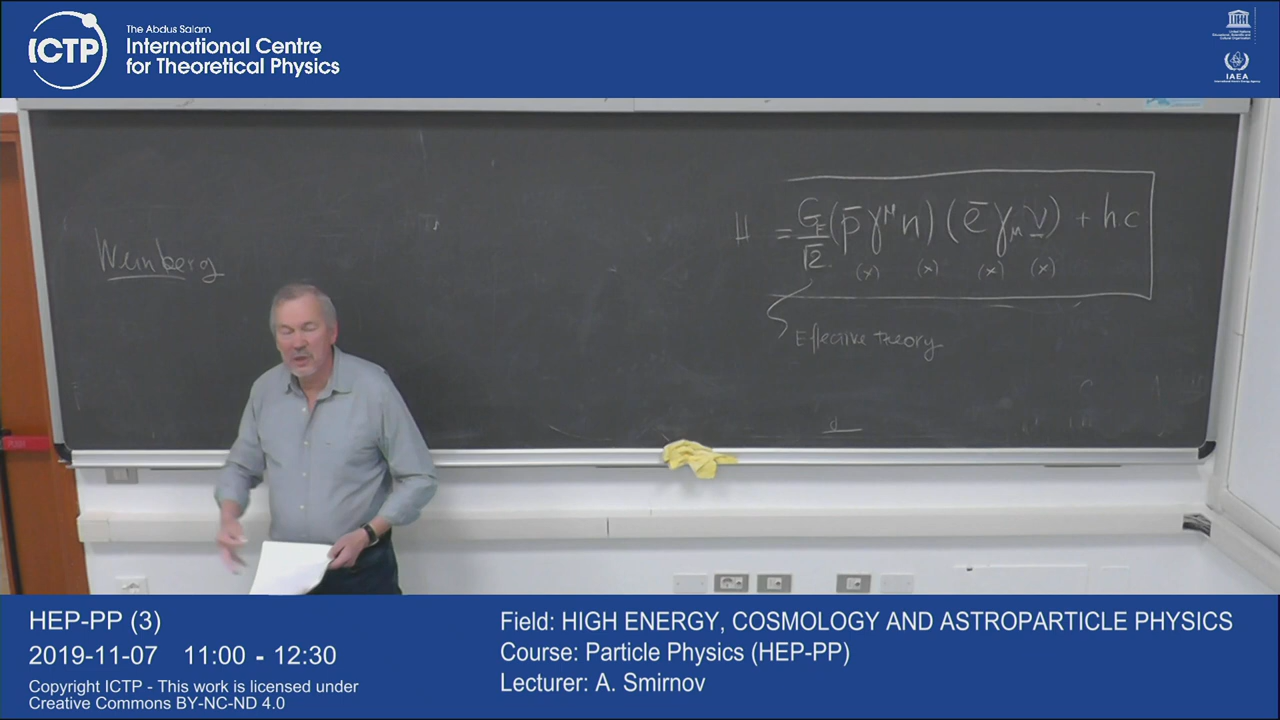 ICTP
The Abdus Salam
International Centre
for Theoretical Physics
IAEA
Weinberg
H = G_F/√2 (p̄ γ^μ n) (ē γ_μ ν) + h.c
(x) (x) (x) (x)
Effective theory
d
HEP-PP (3)
2019-11-07 11:00 - 12:30
Copyright ICTP - This work is licensed under
Creative Commons BY-NC-ND 4.0
Field: HIGH ENERGY, COSMOLOGY AND ASTROPARTICLE PHYSICS
Course: Particle Physics (HEP-PP)
Lecturer: A. Smirnov